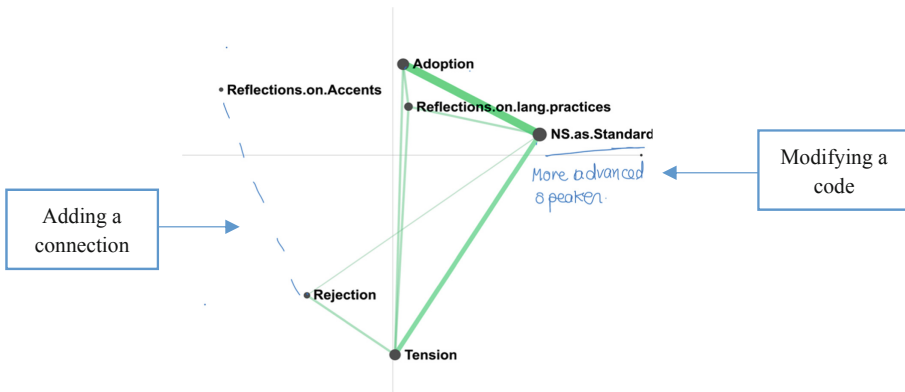 Adoption
Reflections.on.Accents
Reflections.on.lang.practices
NS.as.Standard
More advanced
speaker.
Modifying a
code
Adding a
connection
Rejection
Tension